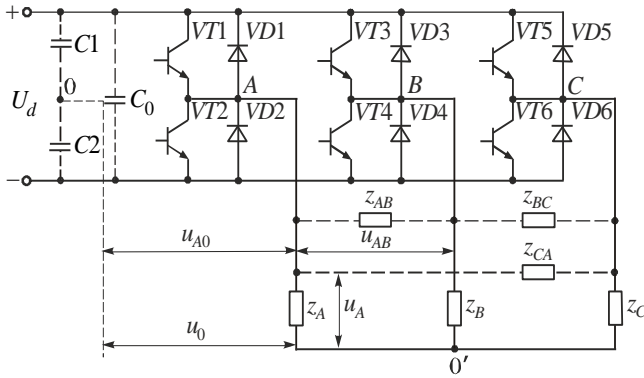 +
C1
VT1
VD1
VT3
VD3
VT5
VD5
0
A
B
C
U_d
C_0
C2
VT2
VD2
VT4
VD4
VT6
VD6
−
z_AB
z_BC
u_A0
u_AB
z_CA
z_A
u_A
z_B
z_C
u_0
0′